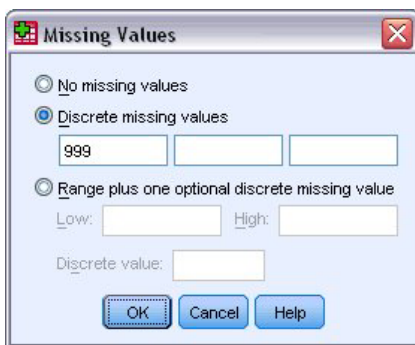 Missing Values
No missing values
Discrete missing values
999
Range plus one optional discrete missing value
Low: High:
Discrete value:
OK Cancel Help